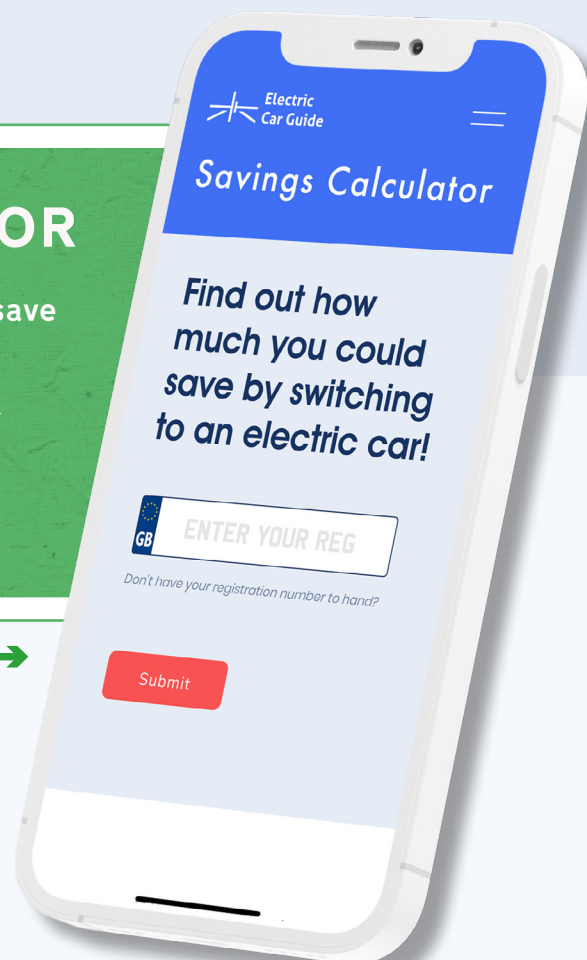 OR
save
Electric
Car Guide
Savings Calculator
Find out how
much you could
save by switching
to an electric car!
GB
ENTER YOUR REG
Don't have your registration number to hand?
Submit